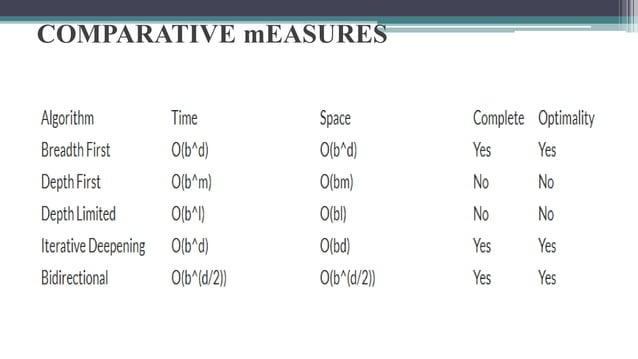 COMPARATIVE mEASURES
Algorithm Time Space Complete Optimality
Breadth First O(b^d) O(b^d) Yes Yes
Depth First O(b^m) O(bm) No No
Depth Limited O(b^l) O(bl) No No
Iterative Deepening O(b^d) O(bd) Yes Yes
Bidirectional O(b^(d/2)) O(b^(d/2)) Yes Yes